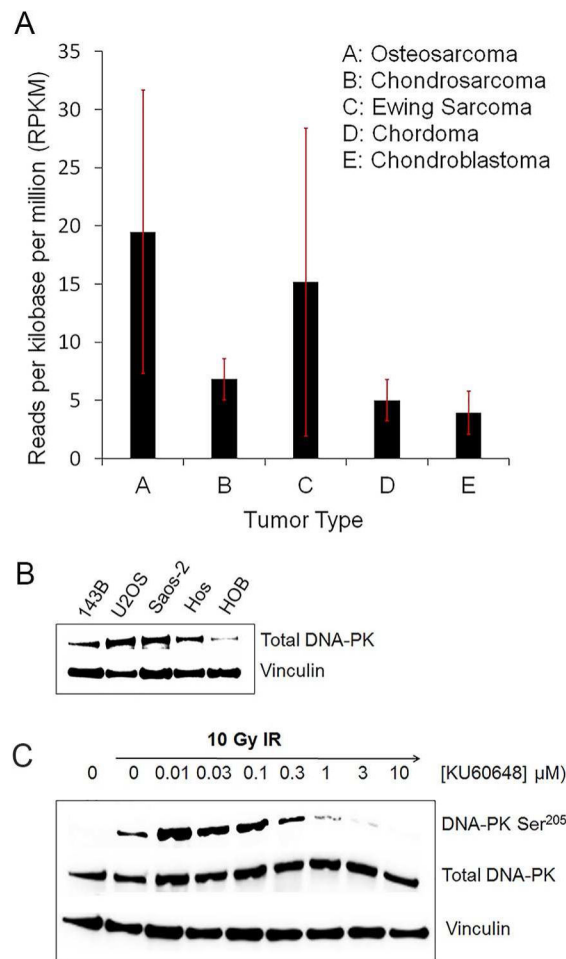 A
Reads per kilobase per million (RPKM)
35
30
25
20
15
10
5
0
A: Osteosarcoma
B: Chondrosarcoma
C: Ewing Sarcoma
D: Chordoma
E: Chondroblastoma
A B C D E
Tumor Type
B
143B U2OS Saos-2 Hos HOB
Total DNA-PK
Vinculin
C
10 Gy IR
0 0 0.01 0.03 0.1 0.3 1 3 10 [KU60648] µM)
DNA-PK Ser²⁰⁵
Total DNA-PK
Vinculin